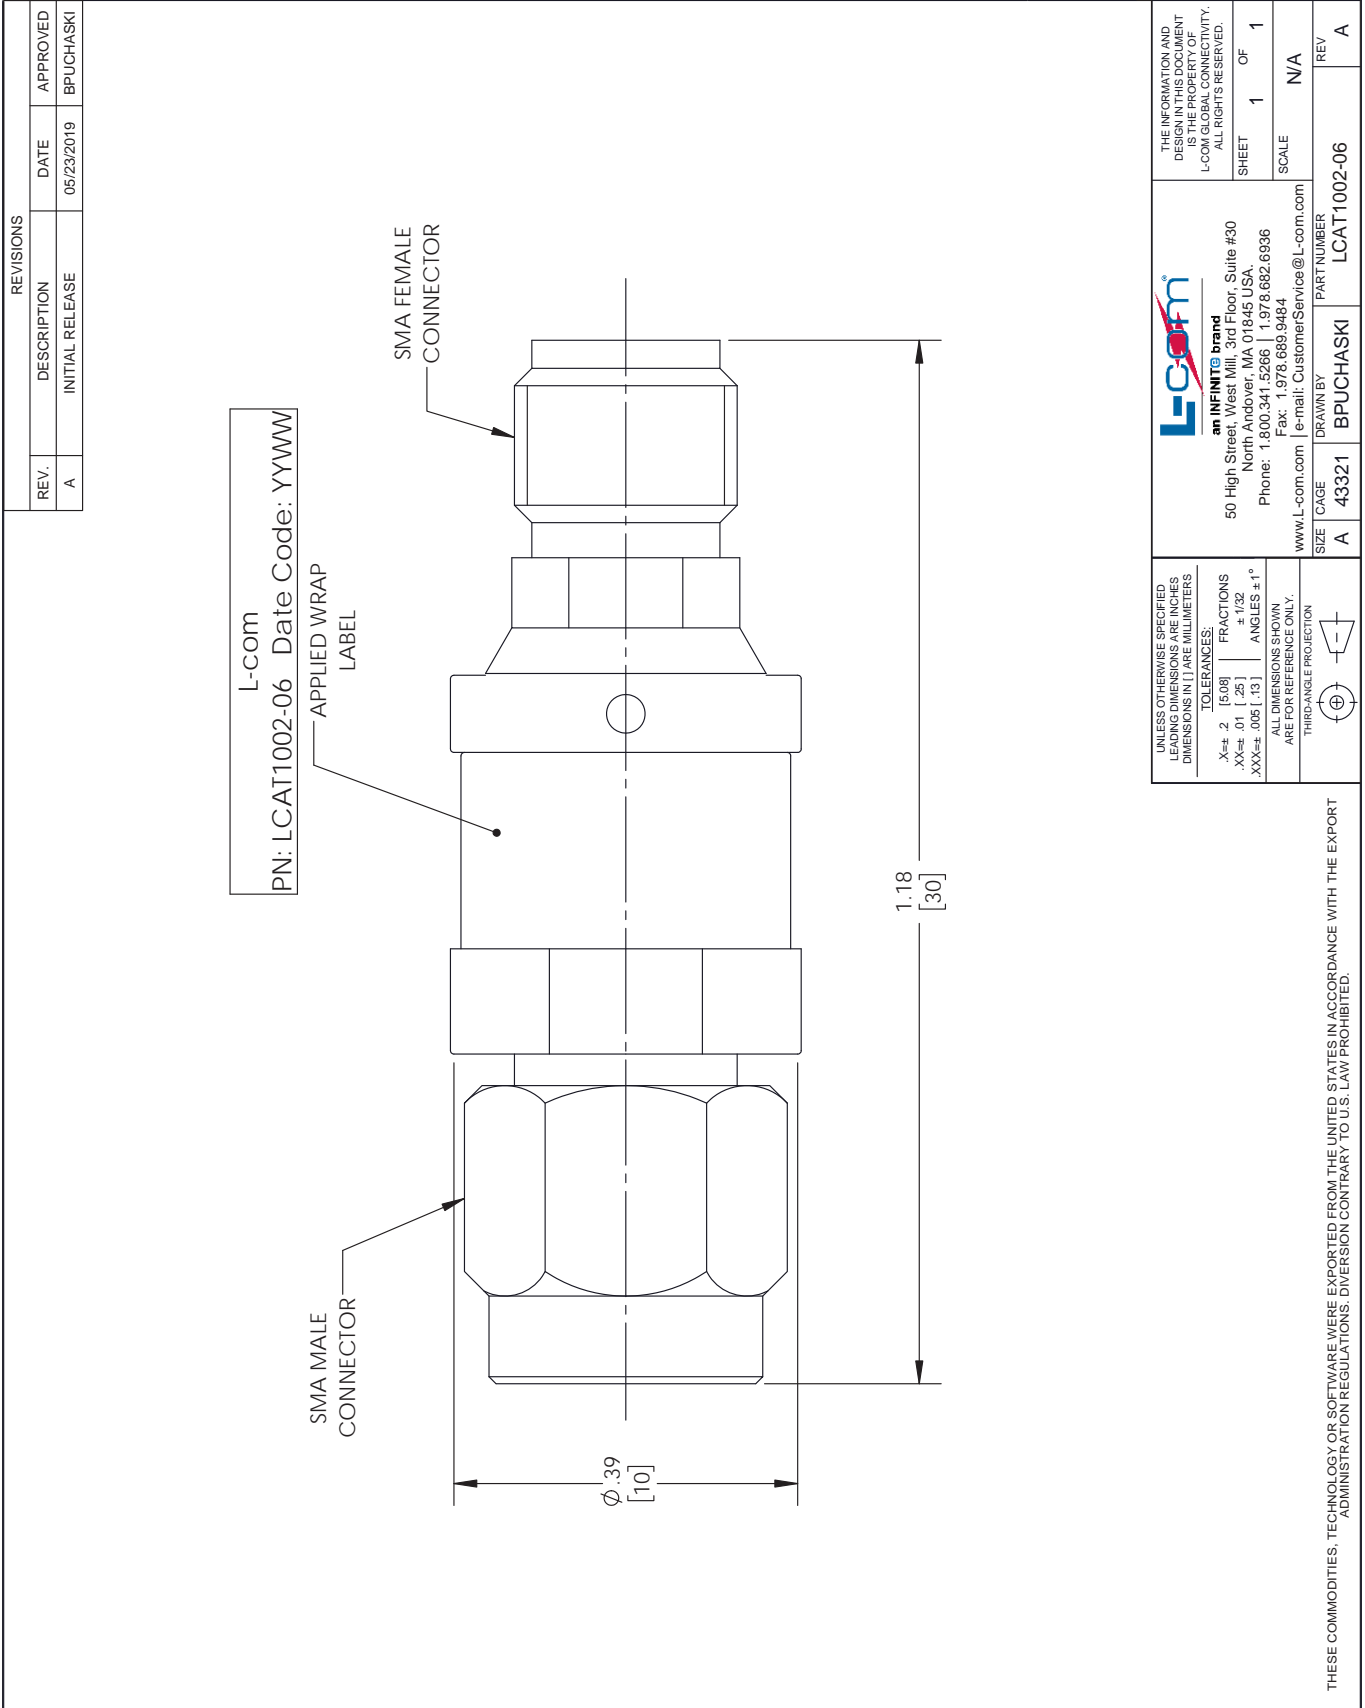 REVISIONS
REV. DESCRIPTION DATE APPROVED
A INITIAL RELEASE 05/23/2019 BPUCHASKI
L-com
PN: LCAT1002-06 Date Code: YYWW
APPLIED WRAP
LABEL
SMA FEMALE
CONNECTOR
SMA MALE
CONNECTOR
1.18
[30]
Ø .39
[10]
THESE COMMODITIES, TECHNOLOGY OR SOFTWARE WERE EXPORTED FROM THE UNITED STATES IN ACCORDANCE WITH THE EXPORT
ADMINISTRATION REGULATIONS. DIVERSION CONTRARY TO U.S. LAW PROHIBITED.
UNLESS OTHERWISE SPECIFIED
LEADING DIMENSIONS ARE INCHES
DIMENSIONS IN [ ] ARE MILLIMETERS
TOLERANCES:
.X=± .2 [5.08] FRACTIONS
.XX=± .01 [.25] ± 1/32
.XXX=± .005 [.13] ANGLES ± 1°
ALL DIMENSIONS SHOWN
ARE FOR REFERENCE ONLY.
THIRD-ANGLE PROJECTION
L-com®
an INFINIT@ brand
50 High Street, West Mill, 3rd Floor, Suite #30
North Andover, MA 01845 USA.
Phone: 1.800.341.5266 | 1.978.682.6936
Fax: 1.978.689.9484
www.L-com.com | e-mail: CustomerService@L-com.com
THE INFORMATION AND
DESIGN IN THIS DOCUMENT
IS THE PROPERTY OF
L-COM GLOBAL CONNECTIVITY.
ALL RIGHTS RESERVED.
SHEET 1 OF 1
SCALE N/A
SIZE CAGE DRAWN BY PART NUMBER REV
A 43321 BPUCHASKI LCAT1002-06 A